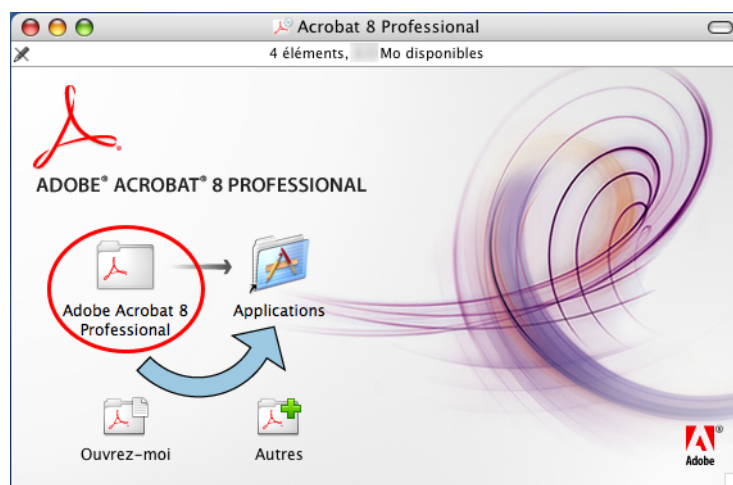 Acrobat 8 Professional
4 éléments, Mo disponibles
ADOBE® ACROBAT® 8 PROFESSIONAL
Adobe Acrobat 8
Professional
Applications
Ouvrez-moi
Autres
Adobe